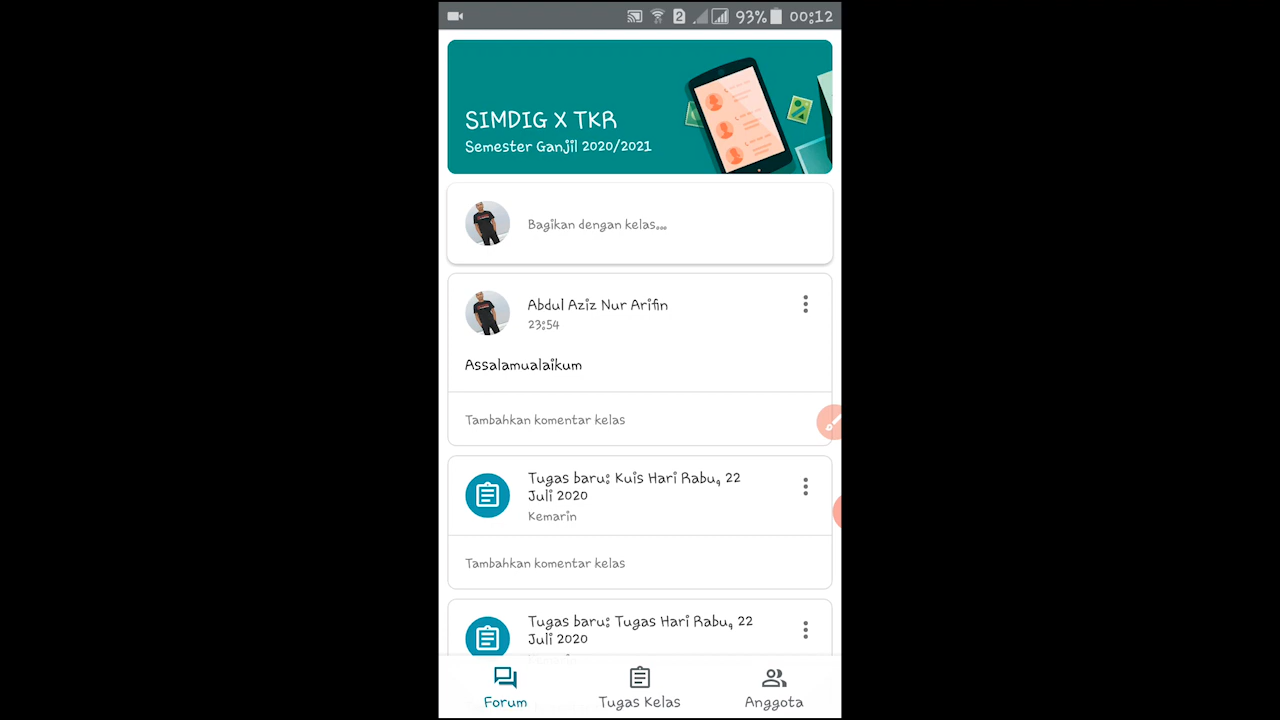 2 93% 00:12
SIMDIG X TKR
Semester Ganjil 2020/2021
Bagikan dengan kelas...
Abdul Aziz Nur Arifin
23:54
Assalamualaikum
Tambahkan komentar kelas
Tugas baru: Kuis Hari Rabu, 22
Juli 2020
Kemarin
Tambahkan komentar kelas
Tugas baru: Tugas Hari Rabu, 22
Juli 2020
Forum
Tugas Kelas
Anggota